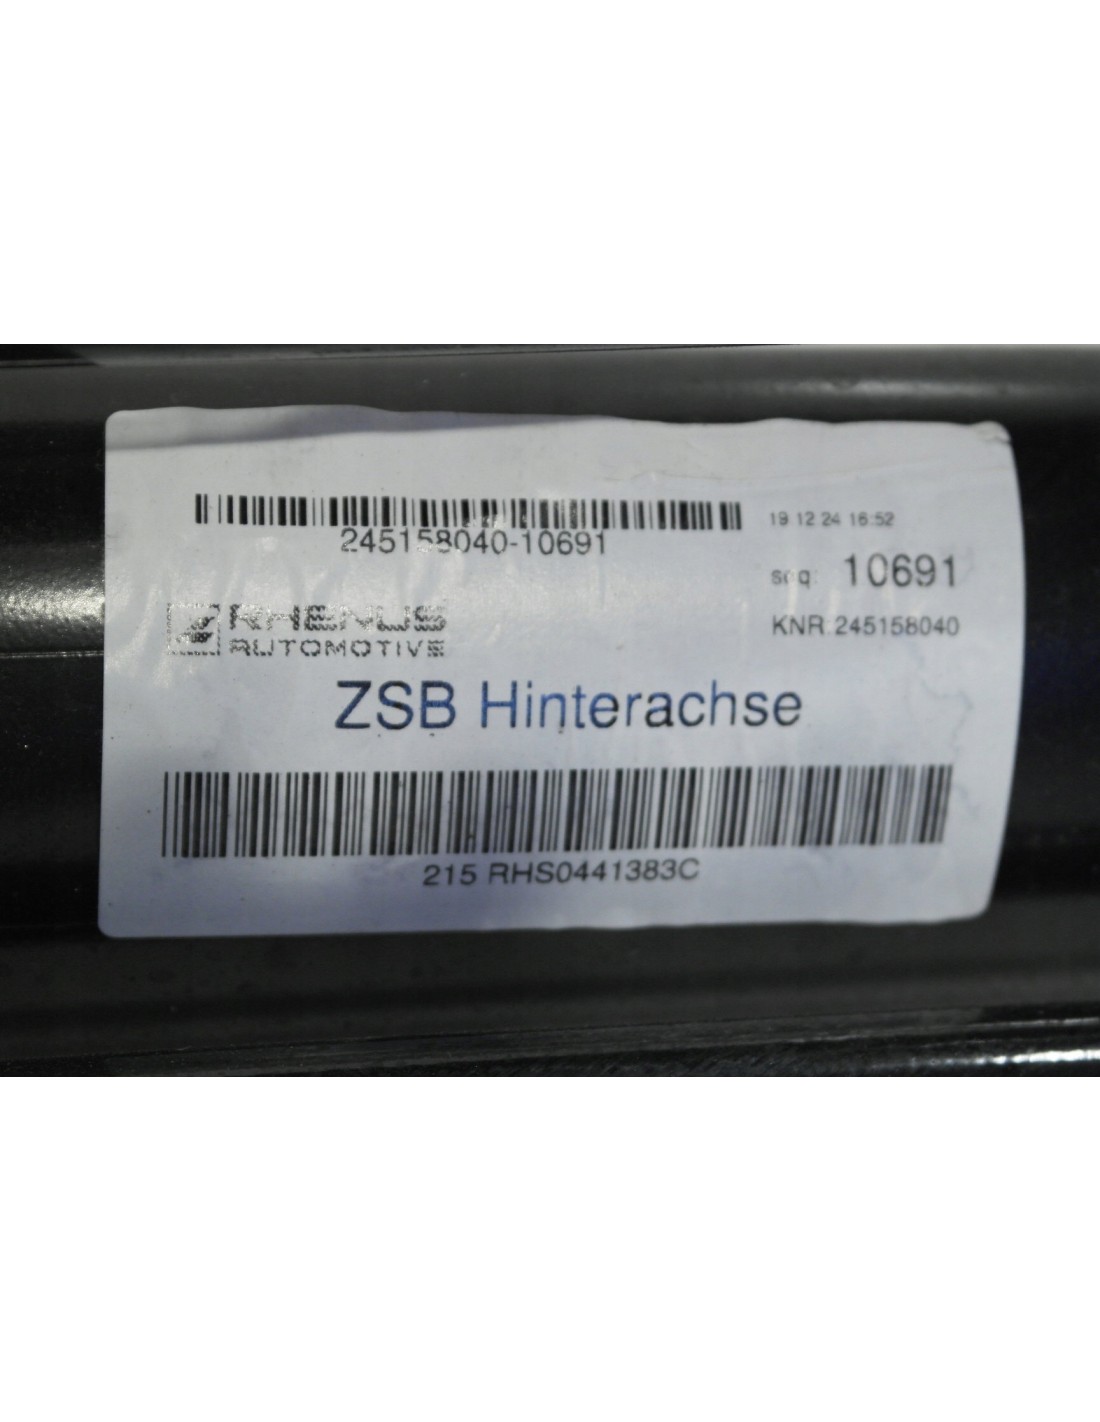 245158040-10691
19 12 24 16:52
seq: 10691
KNR:245158040
RHENUS
AUTOMOTIVE
ZSB Hinterachse
215 RHS0441383C